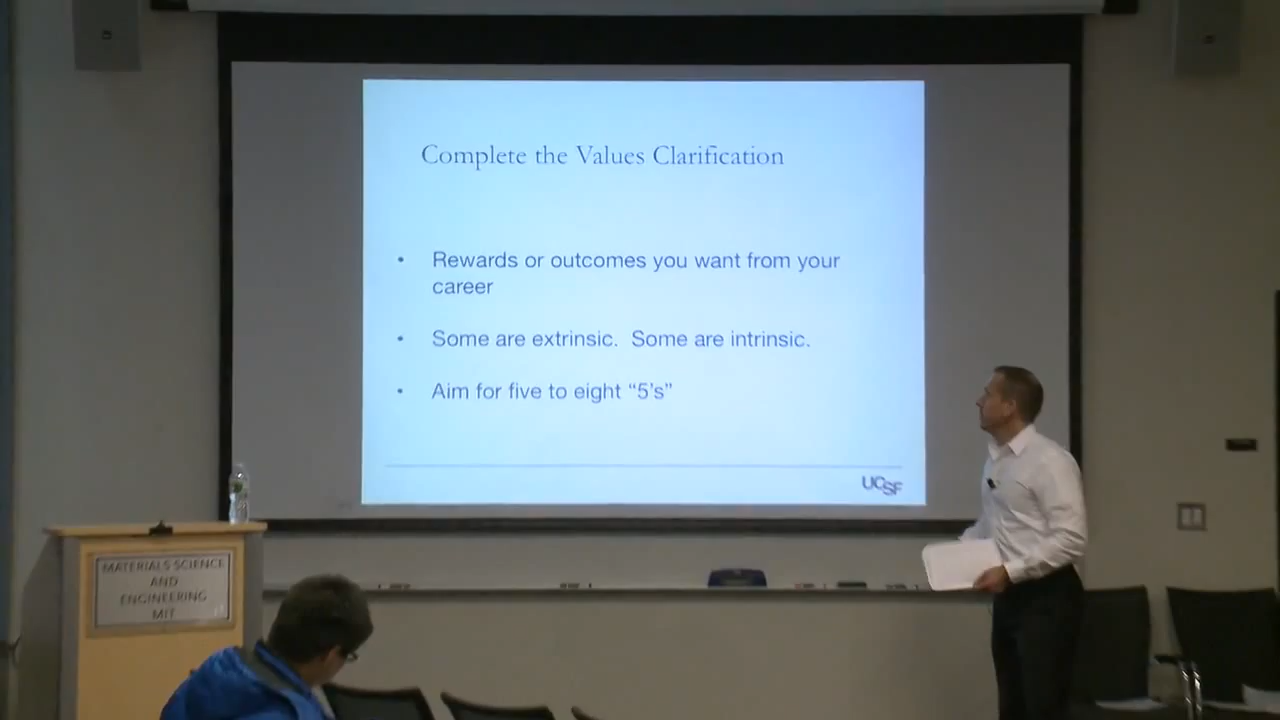 Complete the Values Clarification
• Rewards or outcomes you want from your
career
• Some are extrinsic.  Some are intrinsic.
• Aim for five to eight “5’s”
UCSF
MATERIALS SCIENCE
AND
ENGINEERING
MIT